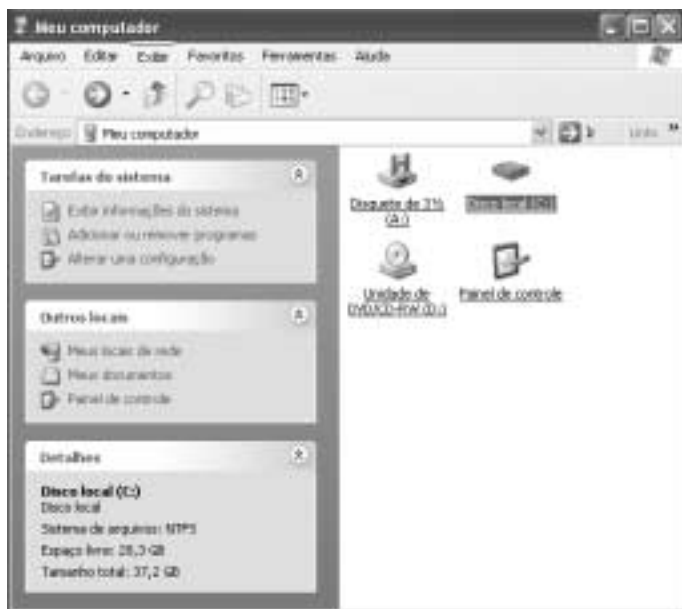 Meu computador
Arquivo Editar Exibir Favoritos Ferramentas Ajuda
Endereço Meu computador Links
Tarefas do sistema
Exibir informações do sistema
Adicionar ou remover programas
Alterar uma configuração
Outros locais
Meus locais de rede
Meus documentos
Painel de controle
Detalhes
Disco local (C:)
Disco local
Sistema de arquivos: NTFS
Espaço livre: 28,3 GB
Tamanho total: 37,2 GB
Disquete de 3½
(A:)
Disco local (C:)
Unidade de
DVD/CD-RW (D:)
Painel de controle